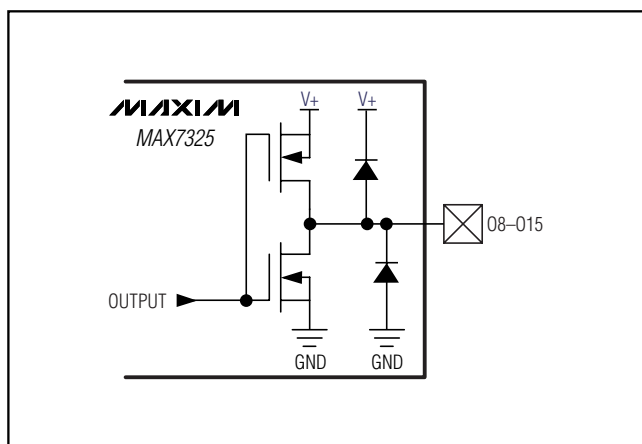 MAXIM
MAX7325
V+
V+
O8–O15
OUTPUT
GND
GND